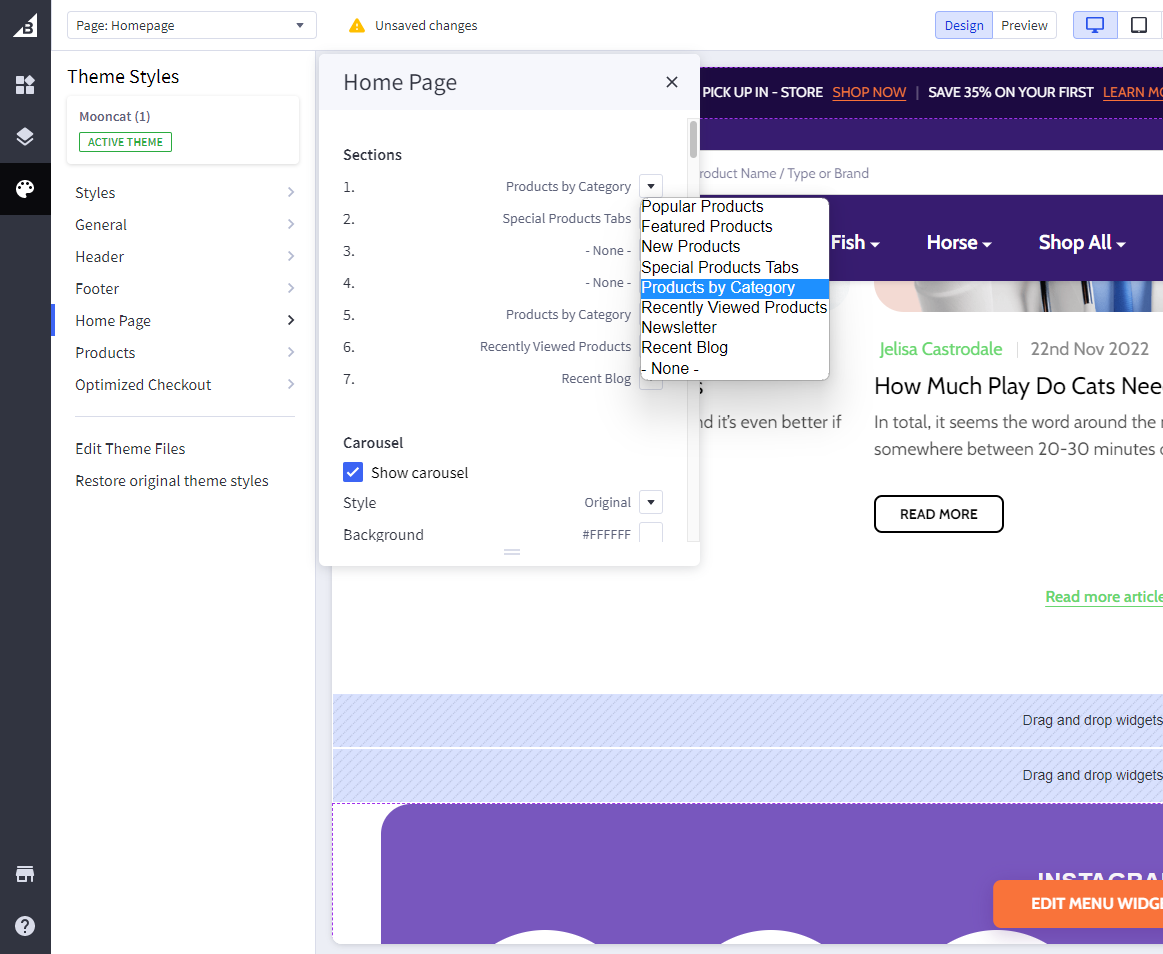 Page: Homepage
Unsaved changes
Design
Preview
Theme Styles
Mooncat (1)
ACTIVE THEME
Styles
General
Header
Footer
Home Page
Products
Optimized Checkout
Edit Theme Files
Restore original theme styles
Home Page
Sections
1. Products by Category
2. Special Products Tabs
3. - None -
4. - None -
5. Products by Category
6. Recently Viewed Products
7. Recent Blog
Popular Products
Featured Products
New Products
Special Products Tabs
Products by Category
Recently Viewed Products
Newsletter
Recent Blog
- None -
Carousel
Show carousel
Style Original
Background #FFFFFF
PICK UP IN - STORE SHOP NOW | SAVE 35% ON YOUR FIRST LEARN MO
roduct Name / Type or Brand
Fish Horse Shop All
Jelisa Castrodale 22nd Nov 2022
How Much Play Do Cats Nee
nd it's even better if
In total, it seems the word around the
somewhere between 20-30 minutes
READ MORE
Read more article
Drag and drop widgets
Drag and drop widgets
INSTAGRA
EDIT MENU WIDG